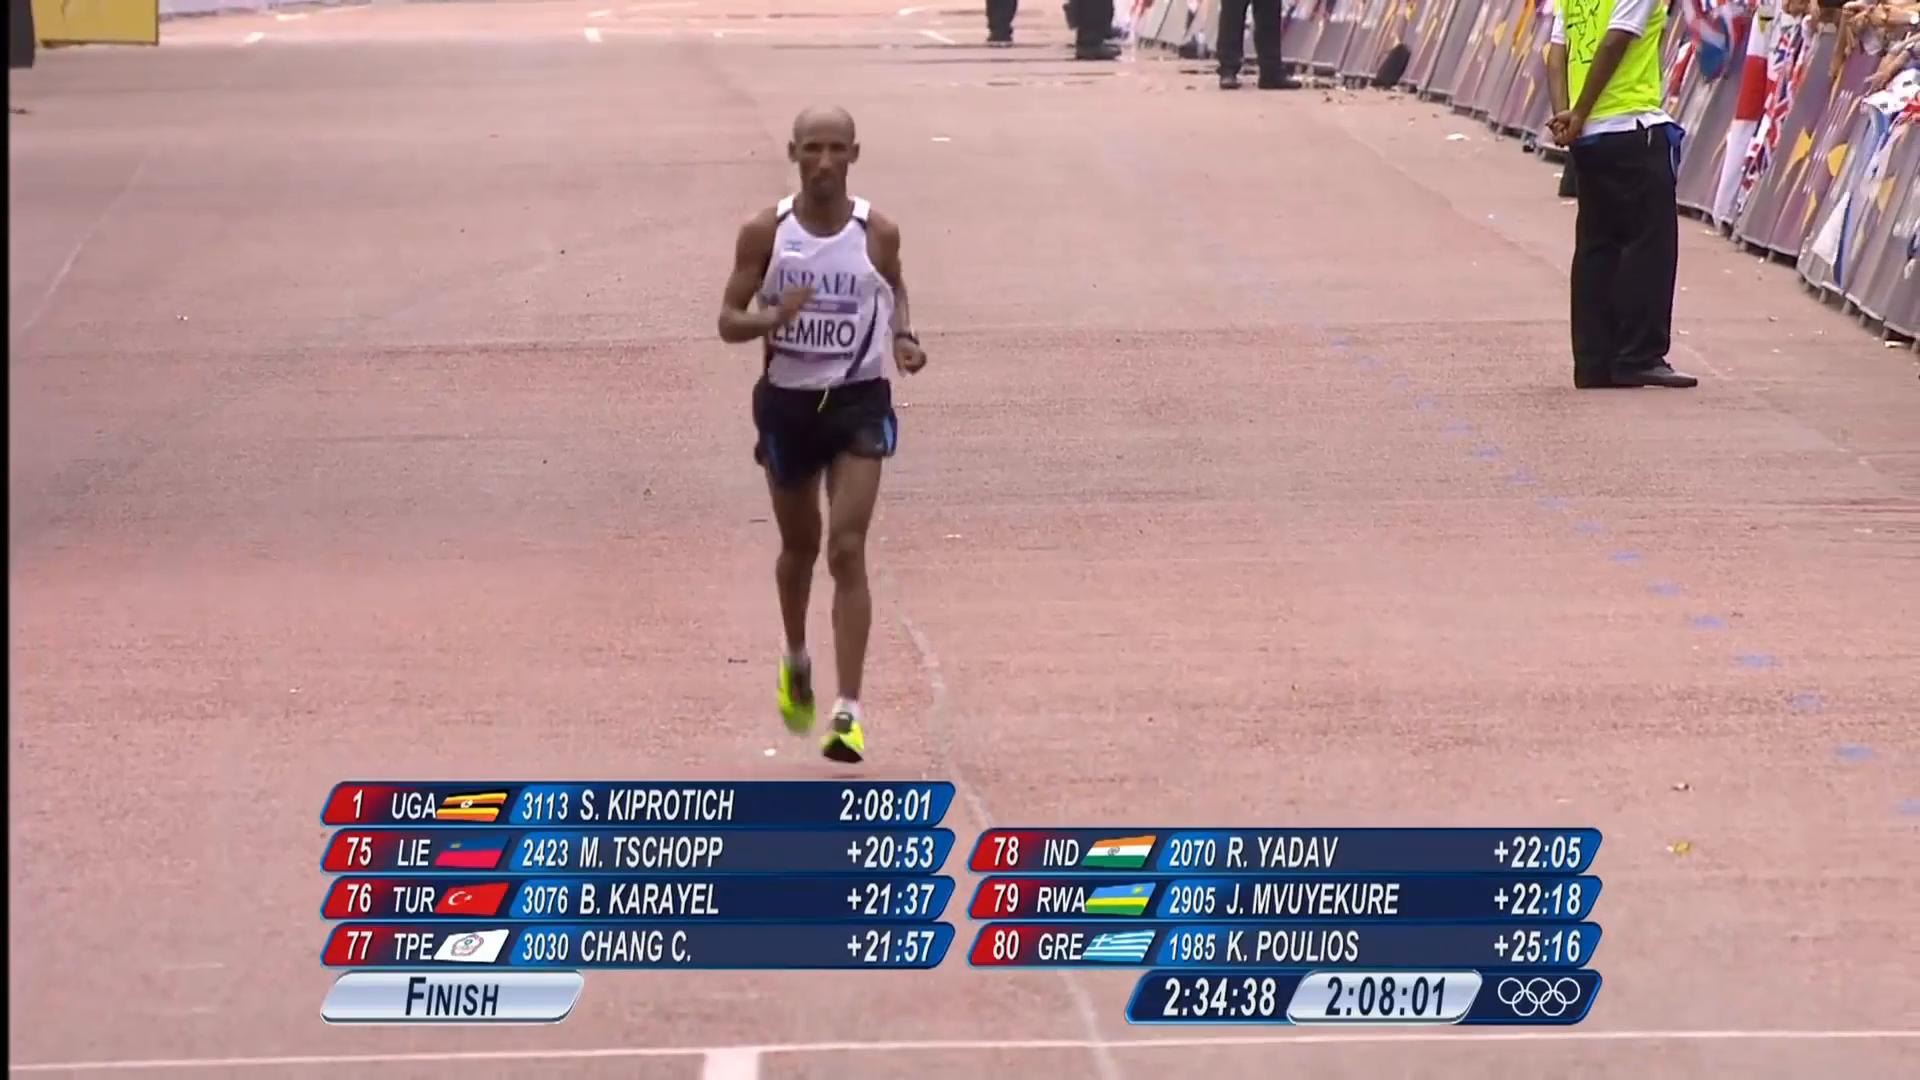 ISRAEL
ZEMIRO
1 UGA 3113 S. KIPROTICH 2:08:01
75 LIE 2423 M. TSCHOPP +20:53
76 TUR 3076 B. KARAYEL +21:37
77 TPE 3030 CHANG C. +21:57
78 IND 2070 R. YADAV +22:05
79 RWA 2905 J. MVUYEKURE +22:18
80 GRE 1985 K. POULIOS +25:16
FINISH
2:34:38 2:08:01